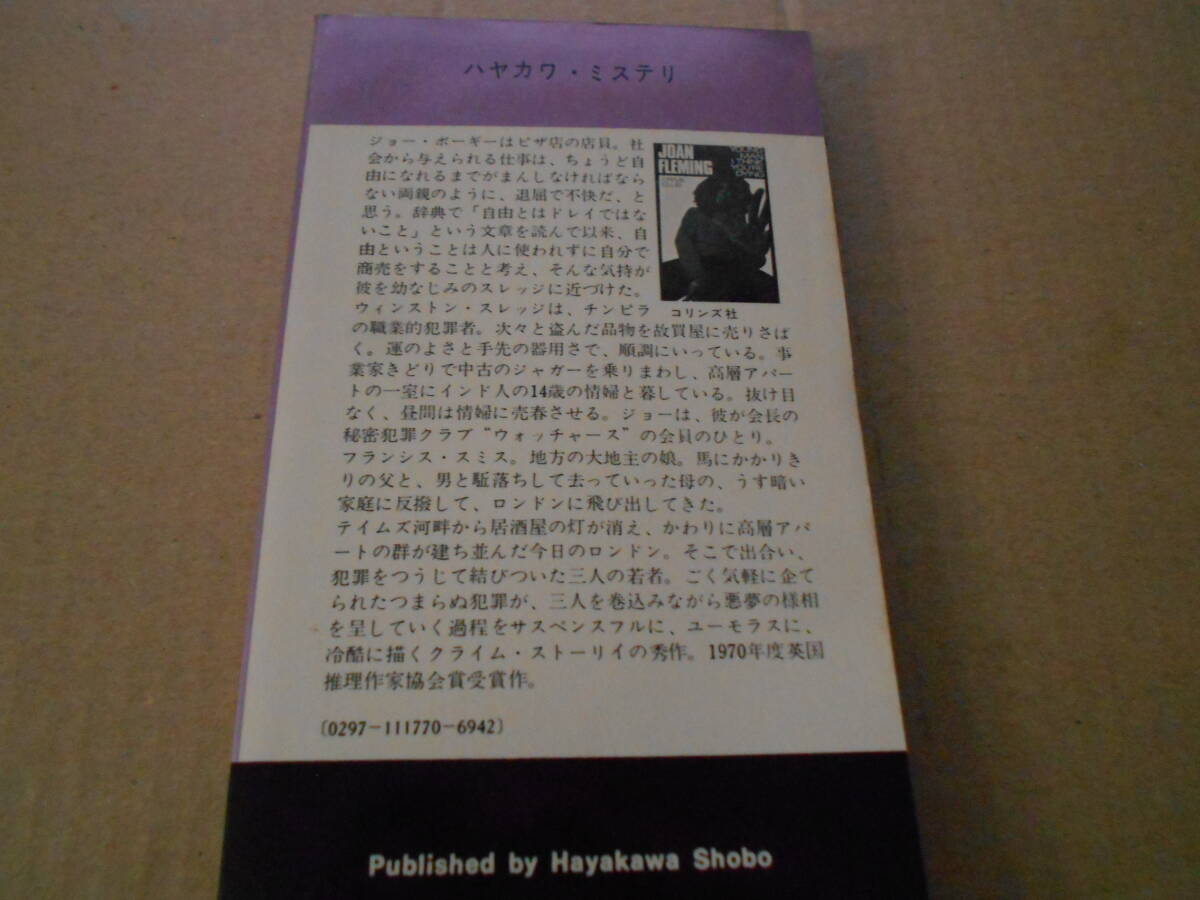 ハヤカワ・ミステリ
ジョー・ボーギーはピザ店の店員。社
会から与えられる仕事は、ちょうど自
由になれるまでがまんしなければなら
ない両親のように、退屈で不快だ、と
思う。辞典で「自由とはドレイではな
いこと」という文章を読んで以来、自
由ということは人に使われずに自分で
商売をすることと考え、そんな気持が
彼を幼なじみのスレッジに近づけた。
JOAN
FLEMING
YOUNG
MAN
I THINK
YOU'RE
DYING
コリンズ社
ウィンストン・スレッジは、チンピラ
の職業的犯罪者。次々と盗んだ品物を故買屋に売りさば
く。運のよさと手先の器用さで、順調にいっている。事
業家きどりで中古のジャガーを乗りまわし、高層アパー
トの一室にインド人の14歳の情婦と暮している。抜け目
なく、昼間は情婦に売春させる。ジョーは、彼が会長の
秘密犯罪クラブ“ウォッチャース”の会員のひとり。
フランシス・スミス。地方の大地主の娘。馬にかかりき
りの父と、男と駈落ちして去っていった母の、うす暗い
家庭に反撥して、ロンドンに飛び出してきた。
テイムズ河畔から居酒屋の灯が消え、かわりに高層アパ
ートの群が建ち並んだ今日のロンドン。そこで出合い、
犯罪をつうじて結びついた三人の若者。ごく気軽に企て
られたつまらぬ犯罪が、三人を巻込みながら悪夢の様相
を呈していく過程をサスペンスフルに、ユーモラスに、
冷酷に描くクライム・ストーリイの秀作。1970年度英国
推理作家協会賞受賞作。
〔0297-111770-6942〕
Published by Hayakawa Shobo